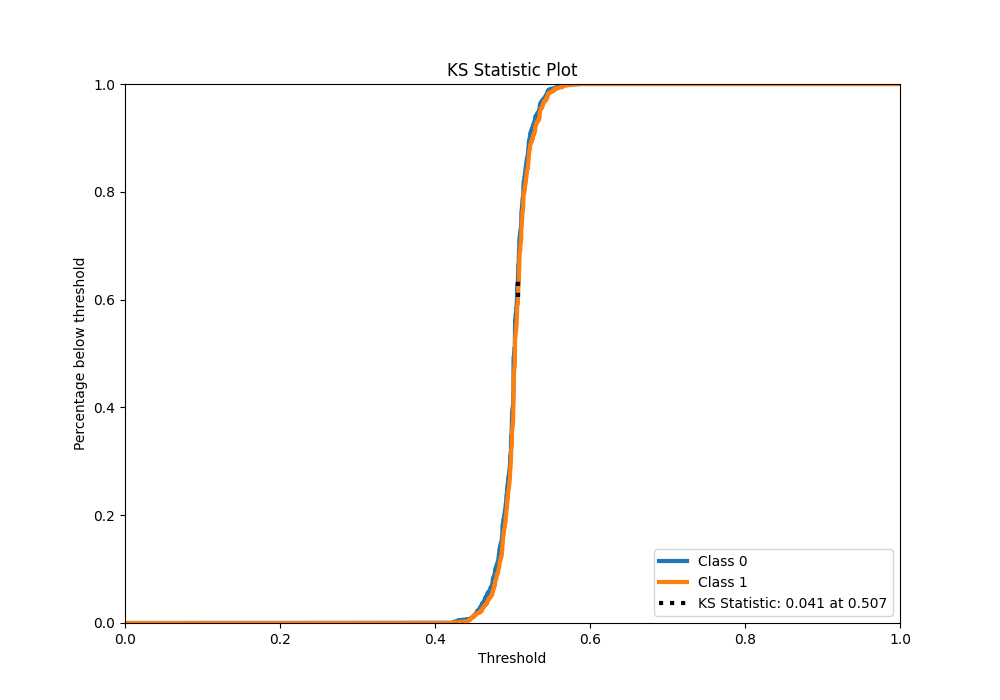 KS Statistic Plot
Percentage below threshold
1.0
0.8
0.6
0.4
0.2
0.0
0.0 0.2 0.4 0.6 0.8 1.0
Threshold
Class 0
Class 1
KS Statistic: 0.041 at 0.507